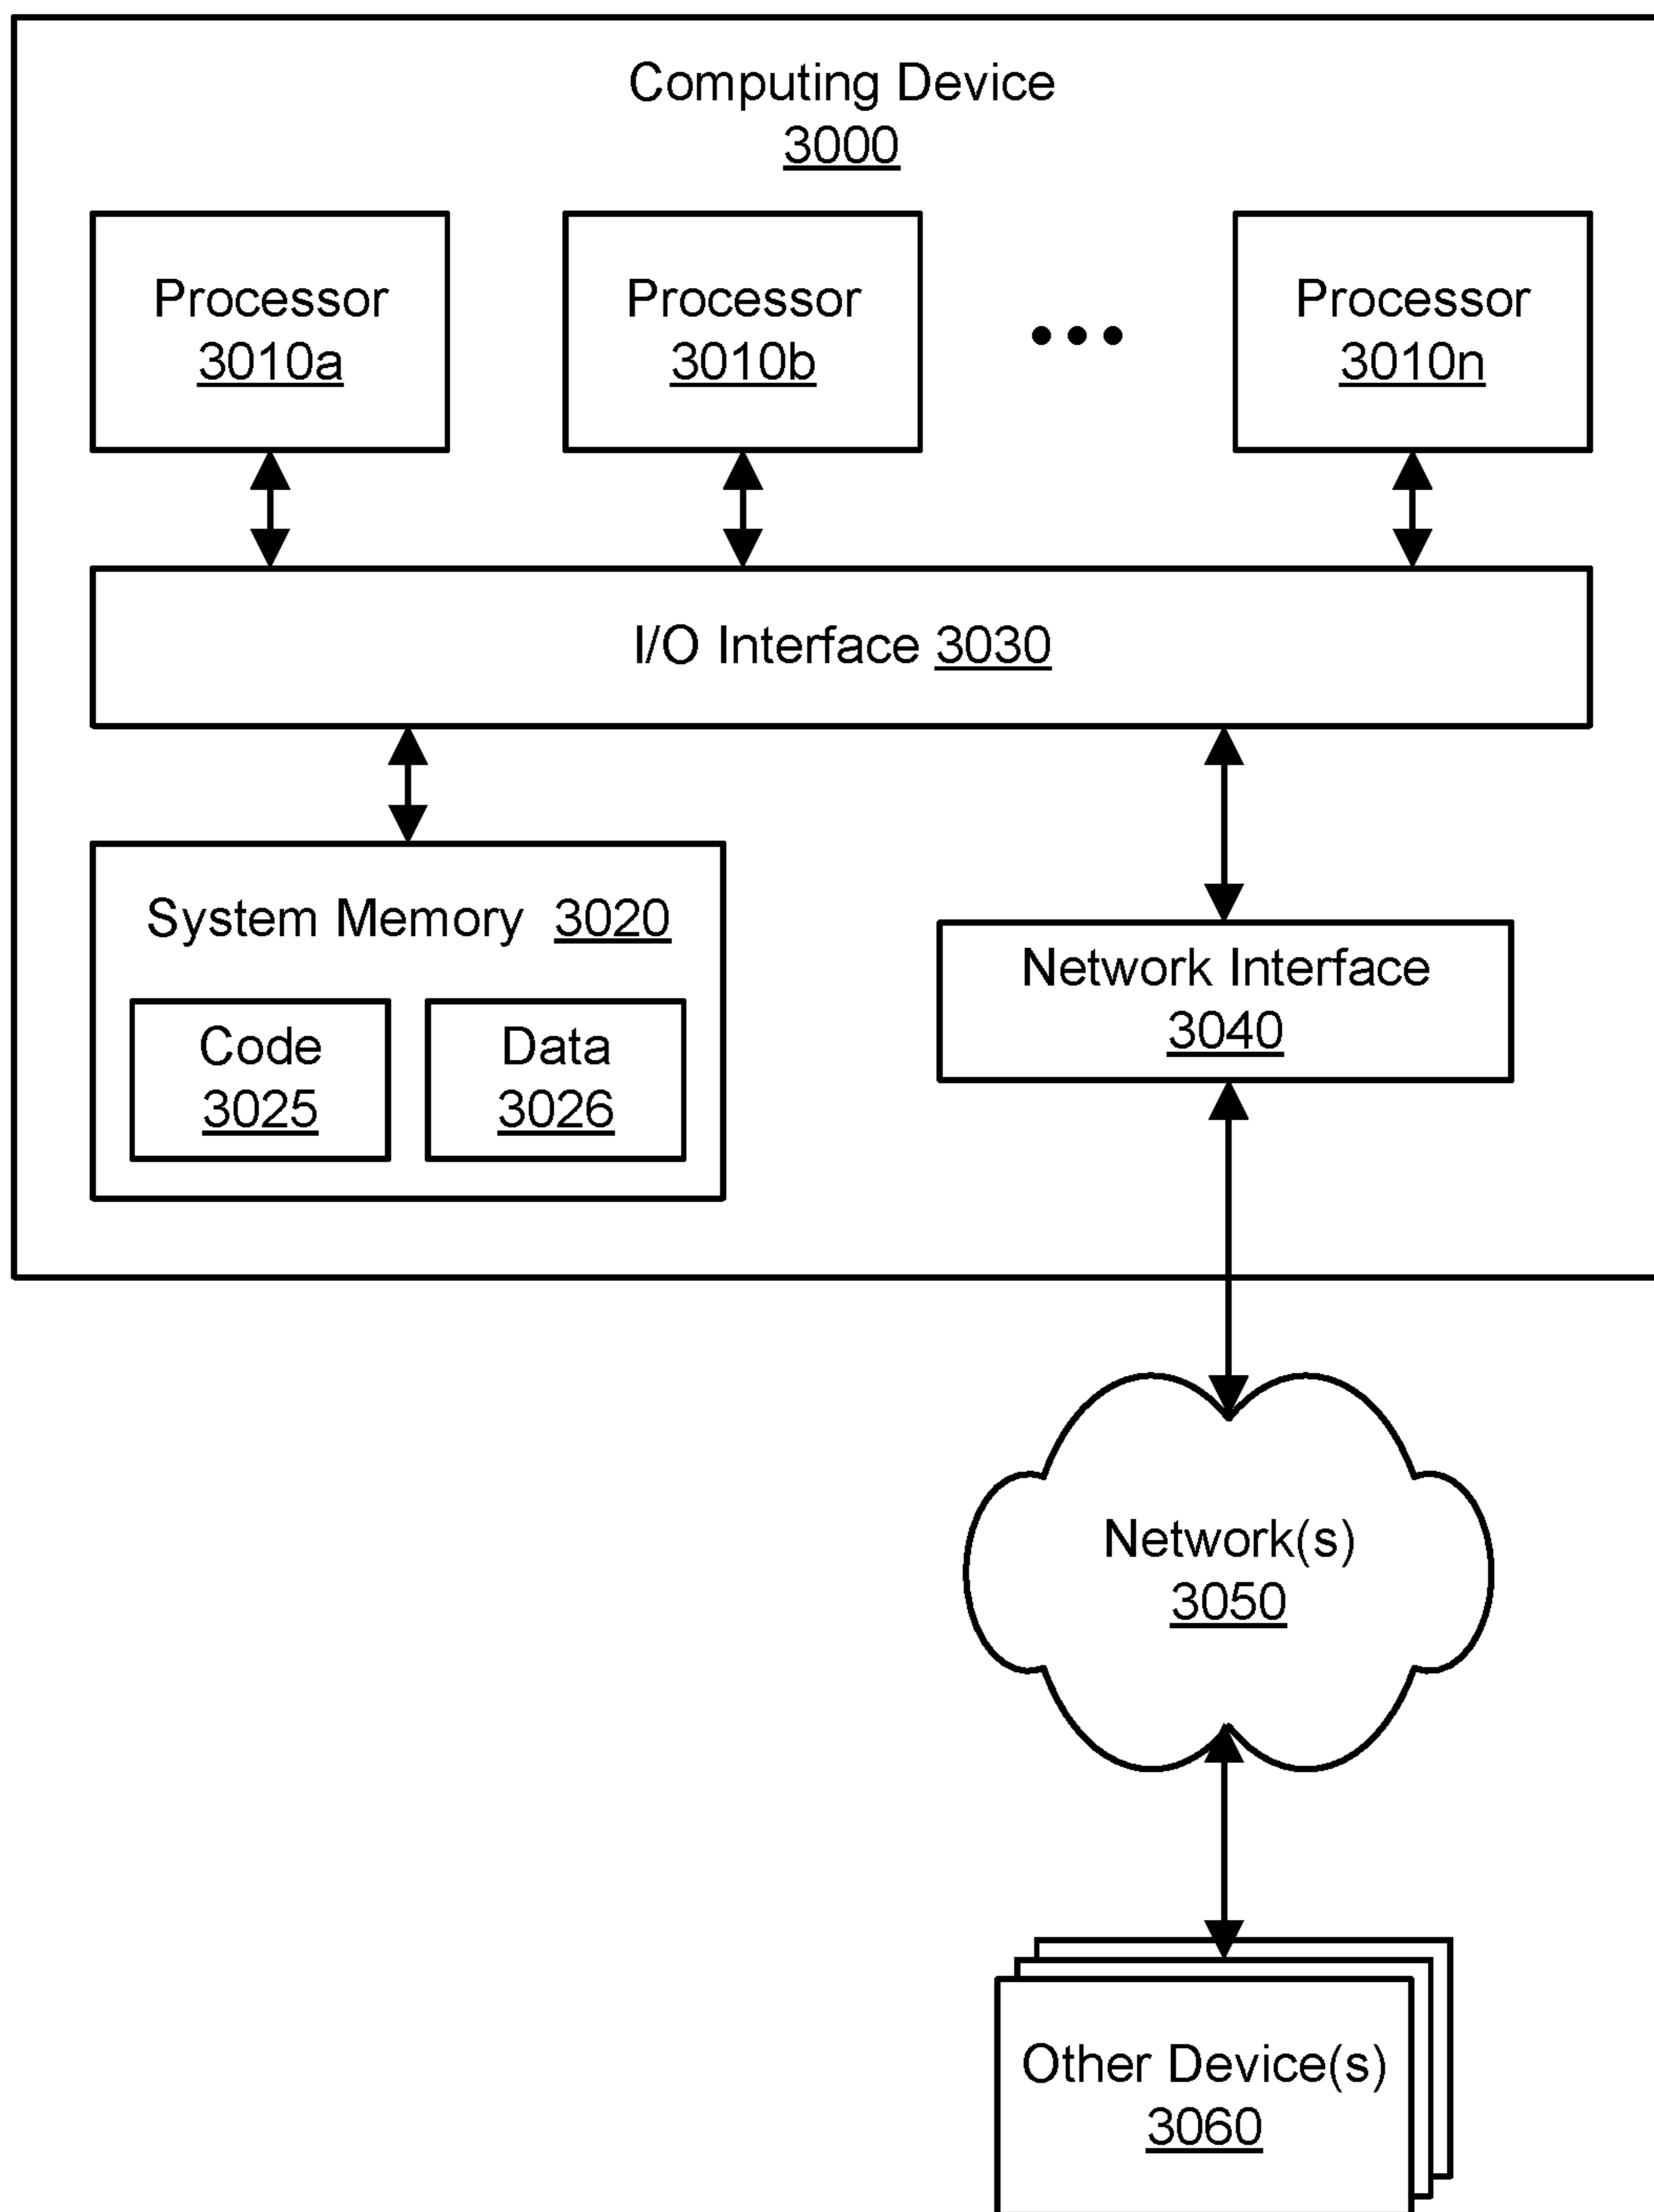 Computing Device
3000
Processor
3010a
Processor
3010b
Processor
3010n
I/O Interface 3030
System Memory 3020
Code
3025
Data
3026
Network Interface
3040
Network(s)
3050
Other Device(s)
3060